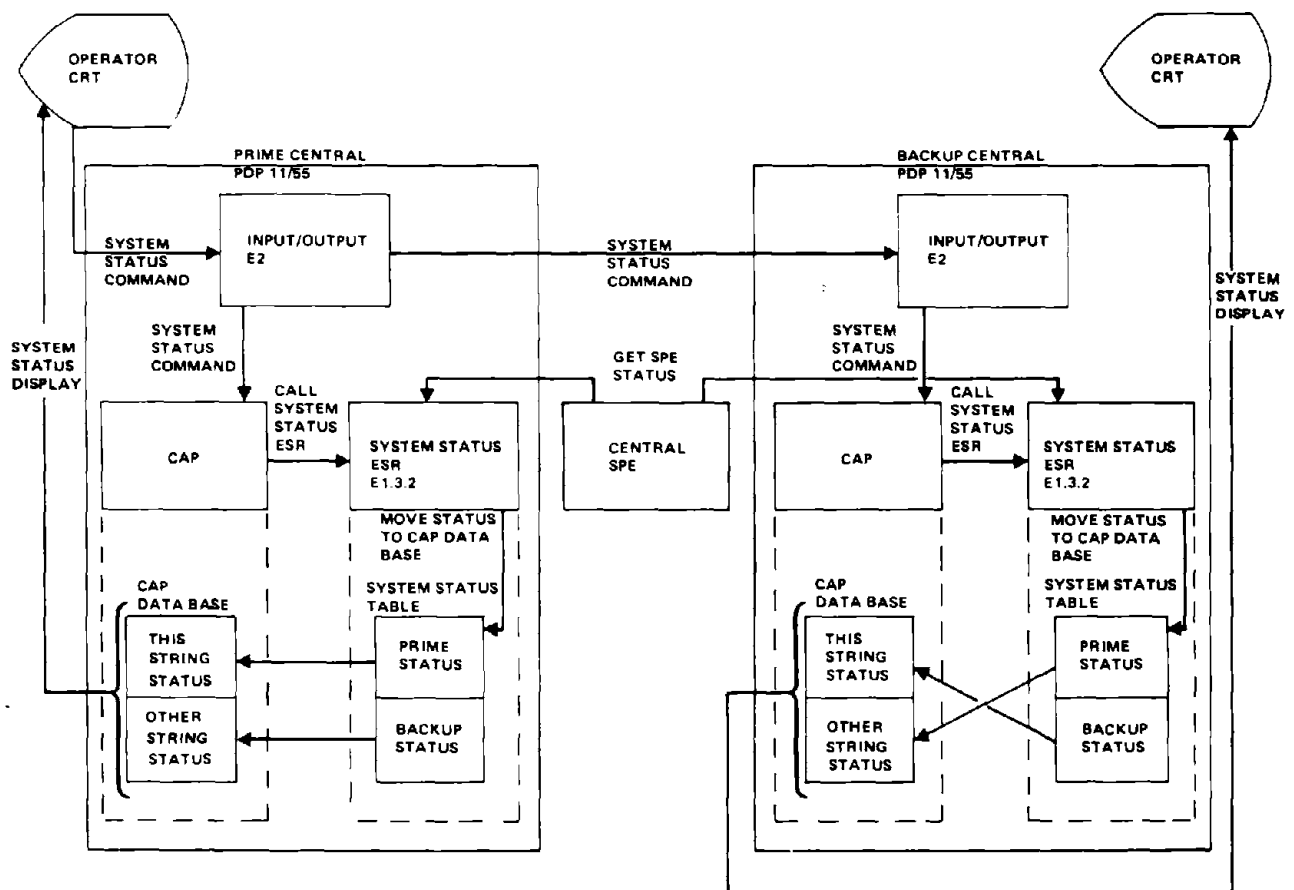 OPERATOR
CRT
OPERATOR
CRT
PRIME CENTRAL
PDP 11/55
BACKUP CENTRAL
PDP 11/55
INPUT/OUTPUT
E2
INPUT/OUTPUT
E2
SYSTEM
STATUS
COMMAND
SYSTEM
STATUS
COMMAND
SYSTEM
STATUS
DISPLAY
SYSTEM
STATUS
COMMAND
SYSTEM
STATUS
COMMAND
SYSTEM
STATUS
DISPLAY
GET SPE
STATUS
CALL
SYSTEM
STATUS
ESR
CALL
SYSTEM
STATUS
ESR
CAP
SYSTEM STATUS
ESR
E1.3.2
CENTRAL
SPE
CAP
SYSTEM STATUS
ESR
E1.3.2
MOVE STATUS
TO CAP DATA
BASE
MOVE STATUS
TO CAP DATA
BASE
CAP
DATA BASE
SYSTEM STATUS
TABLE
CAP
DATA BASE
SYSTEM STATUS
TABLE
THIS
STRING
STATUS
PRIME
STATUS
THIS
STRING
STATUS
PRIME
STATUS
OTHER
STRING
STATUS
BACKUP
STATUS
OTHER
STRING
STATUS
BACKUP
STATUS